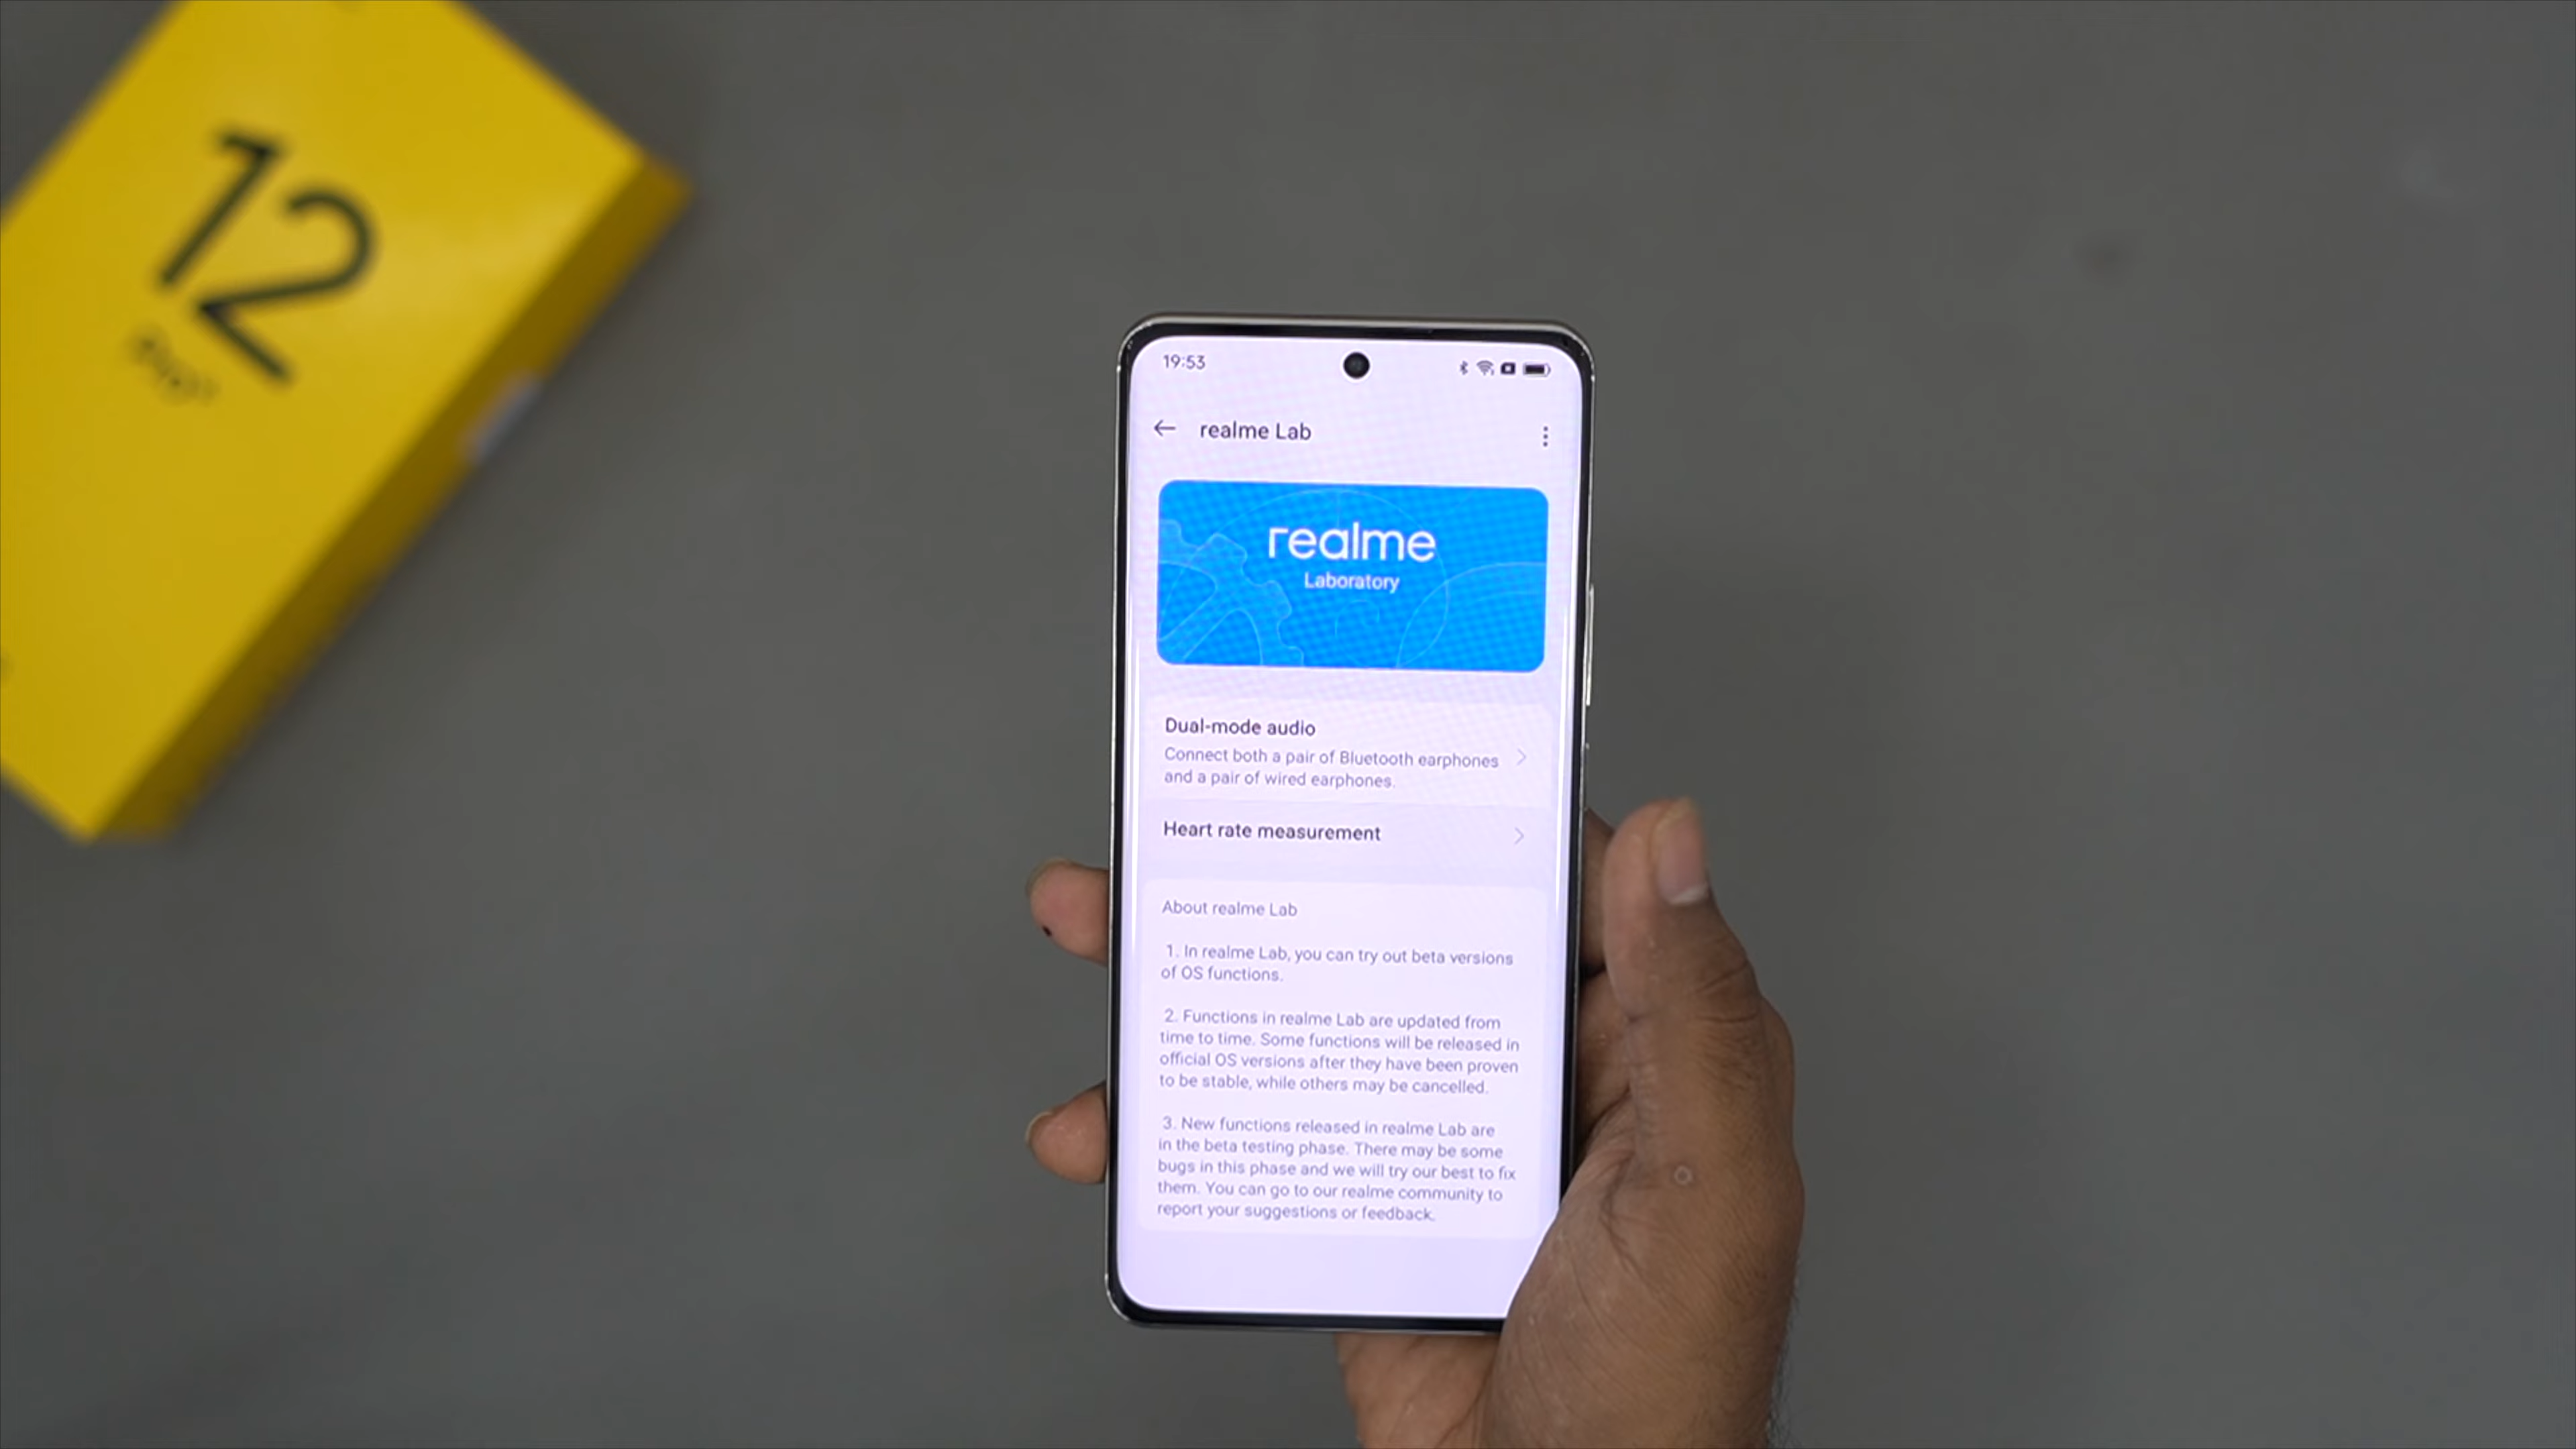 12
Pro+
19:53
realme Lab
realme
Laboratory
Dual-mode audio
Connect both a pair of Bluetooth earphones
and a pair of wired earphones.
Heart rate measurement
About realme Lab
1. In realme Lab, you can try out beta versions
of OS functions.
2. Functions in realme Lab are updated from
time to time. Some functions will be released in
official OS versions after they have been proven
to be stable, while others may be cancelled.
3. New functions released in realme Lab are
in the beta testing phase. There may be some
bugs in this phase and we will try our best to fix
them. You can go to our realme community to
report your suggestions or feedback.